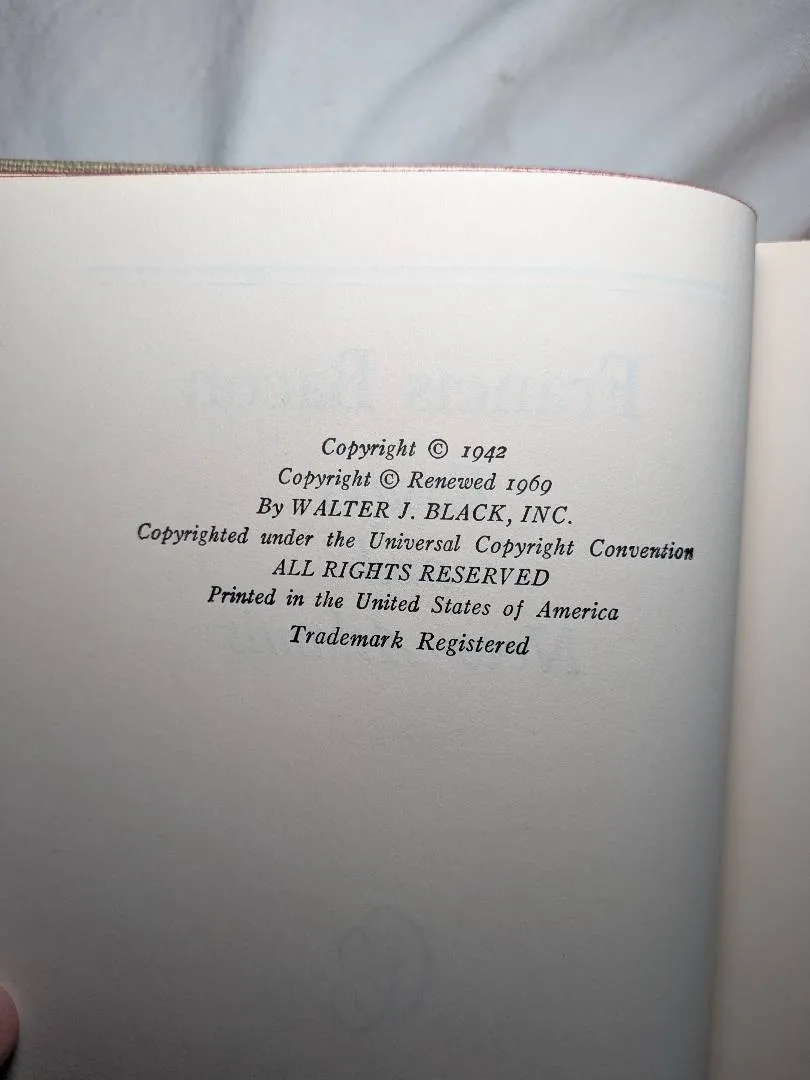 Copyright © 1942
Copyright © Renewed 1969
By WALTER J. BLACK, INC.
Copyrighted under the Universal Copyright Convention
ALL RIGHTS RESERVED
Printed in the United States of America
Trademark Registered